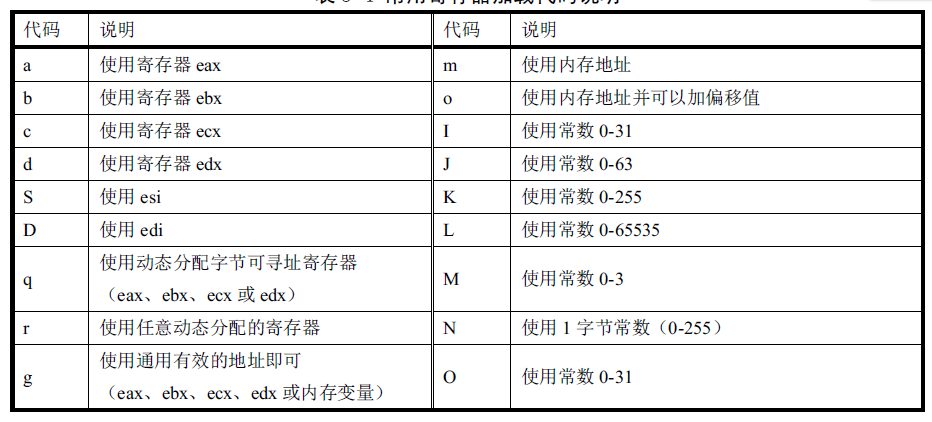 代码 说明 代码 说明
a 使用寄存器 eax m 使用内存地址
b 使用寄存器 ebx o 使用内存地址并可以加偏移值
c 使用寄存器 ecx I 使用常数 0-31
d 使用寄存器 edx J 使用常数 0-63
S 使用 esi K 使用常数 0-255
D 使用 edi L 使用常数 0-65535
q 使用动态分配字节可寻址寄存器
（eax、ebx、ecx 或 edx） M 使用常数 0-3
r 使用任意动态分配的寄存器 N 使用 1 字节常数（0-255）
g 使用通用有效的地址即可
（eax、ebx、ecx、edx 或内存变量） O 使用常数 0-31